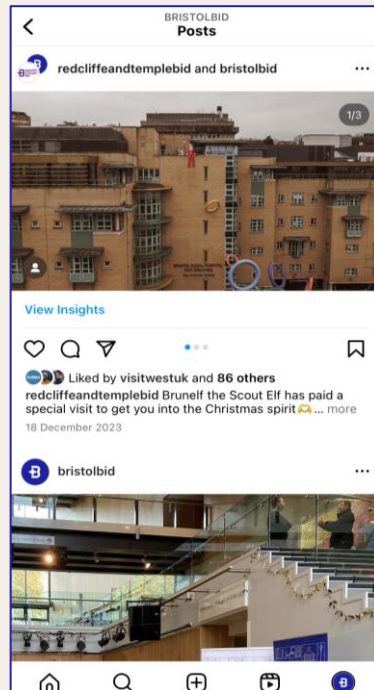 BRISTOLBID
Posts
redcliffeandtemplebid and bristolbid
1/3
View Insights
Liked by visitwestuk and 86 others
redcliffeandtemplebid Brunelf the Scout Elf has paid a
special visit to get you into the Christmas spirit🫶 ... more
18 December 2023
bristolbid